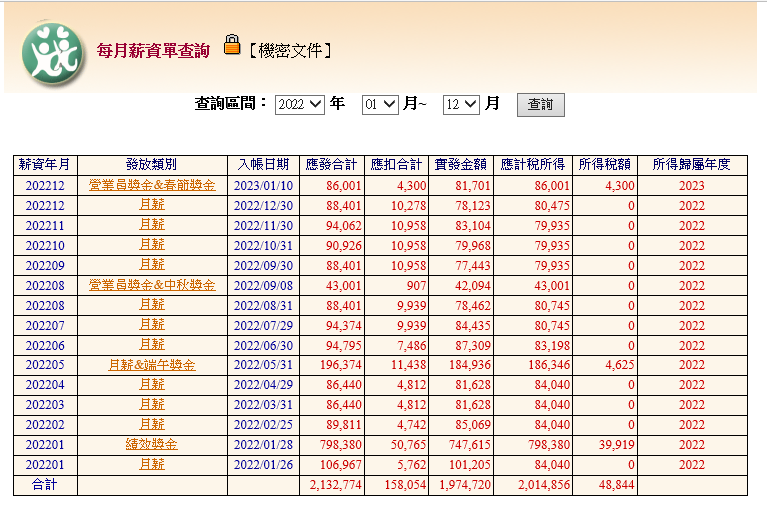 每月薪資單查詢 【機密文件】
查詢區間： 2022 年 01 月~ 12 月 查詢
薪資年月 發放類別 入帳日期 應發合計 應扣合計 實發金額 應計稅所得 所得稅額 所得歸屬年度
202212 營業員獎金&春節獎金 2023/01/10 86,001 4,300 81,701 86,001 4,300 2023
202212 月薪 2022/12/30 88,401 10,278 78,123 80,475 0 2022
202211 月薪 2022/11/30 94,062 10,958 83,104 79,935 0 2022
202210 月薪 2022/10/31 90,926 10,958 79,968 79,935 0 2022
202209 月薪 2022/09/30 88,401 10,958 77,443 79,935 0 2022
202208 營業員獎金&中秋獎金 2022/09/08 43,001 907 42,094 43,001 0 2022
202208 月薪 2022/08/31 88,401 9,939 78,462 80,745 0 2022
202207 月薪 2022/07/29 94,374 9,939 84,435 80,745 0 2022
202206 月薪 2022/06/30 94,795 7,486 87,309 83,198 0 2022
202205 月薪&端午獎金 2022/05/31 196,374 11,438 184,936 186,346 4,625 2022
202204 月薪 2022/04/29 86,440 4,812 81,628 84,040 0 2022
202203 月薪 2022/03/31 86,440 4,812 81,628 84,040 0 2022
202202 月薪 2022/02/25 89,811 4,742 85,069 84,040 0 2022
202201 績效獎金 2022/01/28 798,380 50,765 747,615 798,380 39,919 2022
202201 月薪 2022/01/26 106,967 5,762 101,205 84,040 0 2022
合計 2,132,774 158,054 1,974,720 2,014,856 48,844